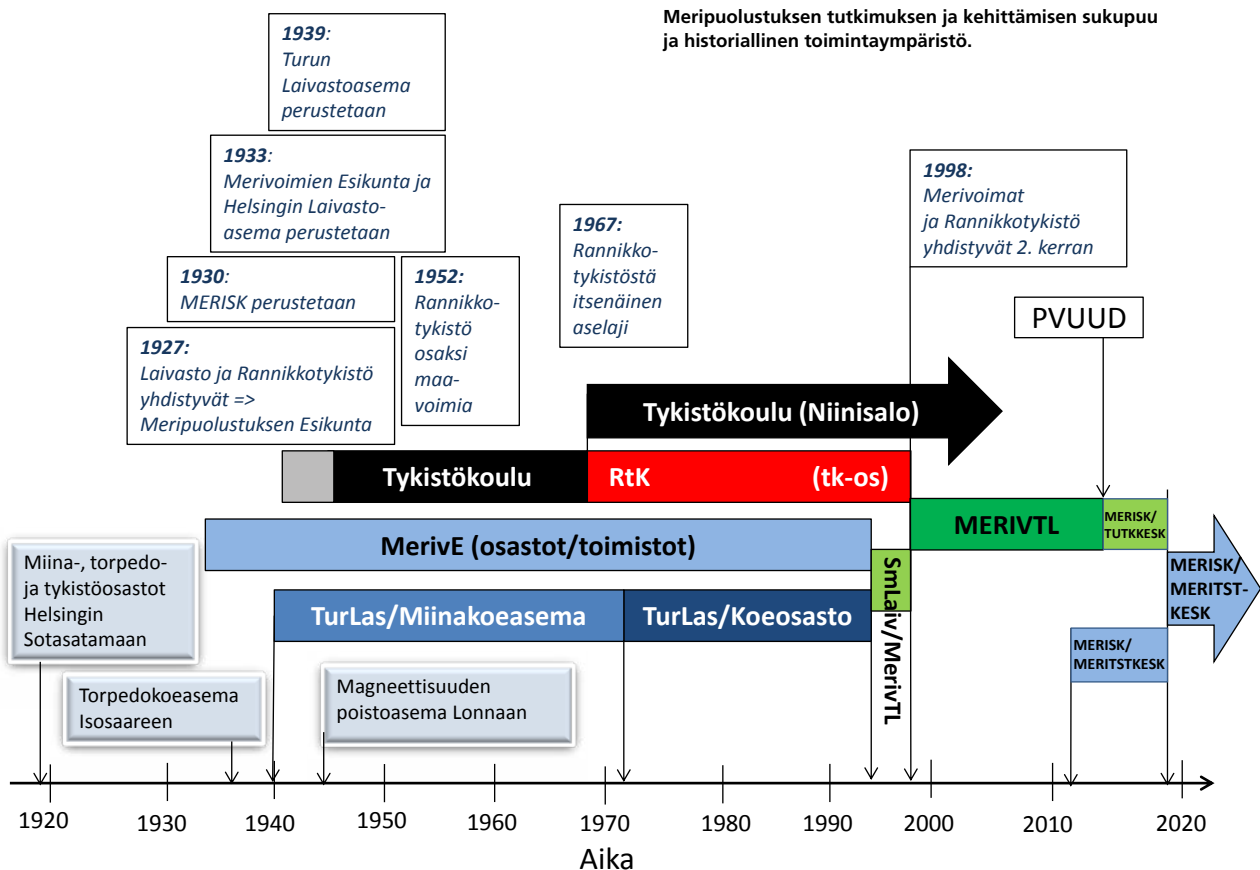 Meripuolustuksen tutkimuksen ja kehittämisen sukupuu
ja historiallinen toimintaympäristö.
1939:
Turun
Laivastoasema
perustetaan
1933:
Merivoimien Esikunta ja
Helsingin Laivasto-
asema perustetaan
1930:
MERISK perustetaan
1927:
Laivasto ja Rannikkotykistö
yhdistyvät =>
Meripuolustuksen Esikunta
1952:
Rannikko-
tykistö
osaksi
maa-
voimia
1967:
Rannikko-
tykistöstä
itsenäinen
aselaji
1998:
Merivoimat
ja Rannikkotykistö
yhdistyvät 2. kerran
PVUUD
Tykistökoulu (Niinisalo)
Tykistökoulu
RtK (tk-os)
MERIVTL
MERISK/
TUTKKESK
MerivE (osastot/toimistot)
SmLaiv/MerivTL
MERISK/
MERITST-
KESK
TurLas/Miinakoeasema
TurLas/Koeosasto
MERISK/
MERITSTKESK
Miina-, torpedo-
ja tykistöosastot
Helsingin
Sotasatamaan
Torpedokoeasema
Isosaareen
Magneettisuuden
poistoasema Lonnaan
1920 1930 1940 1950 1960 1970 1980 1990 2000 2010 2020
Aika